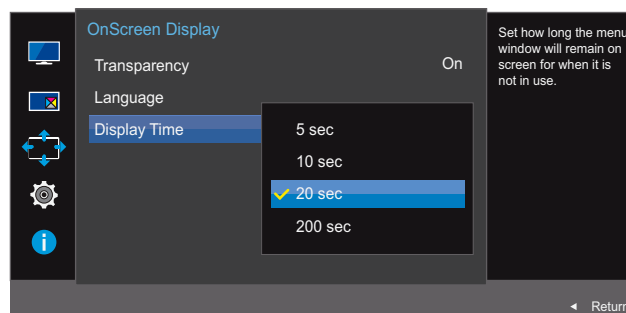 OnScreen Display
Transparency On
Language
Display Time
5 sec
10 sec
20 sec
200 sec
Set how long the menu
window will remain on
screen for when it is
not in use.
Return